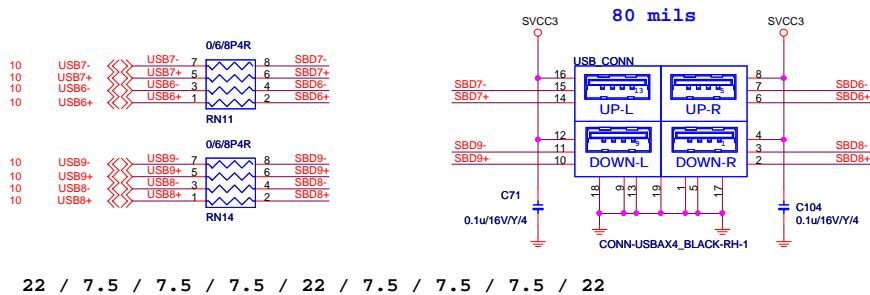 80 mils
SVCC3
SVCC3
0/6/8P4R
10 USB7- USB7- 7 8 SBD7-
10 USB7+ USB7+ 5 6 SBD7+
10 USB6- USB6- 3 4 SBD6-
10 USB6+ USB6+ 1 2 SBD6+
RN11
0/6/8P4R
10 USB9- USB9- 7 8 SBD9-
10 USB9+ USB9+ 5 6 SBD9+
10 USB8- USB8- 3 4 SBD8-
10 USB8+ USB8+ 1 2 SBD8+
RN14
USB_CONN
16 8
SBD7- 15 13 5 7 SBD6-
SBD7+ 14 6 SBD6+
UP-L UP-R
12 4
SBD9- 11 9 1 3 SBD8-
SBD9+ 10 2 SBD8+
DOWN-L DOWN-R
18 9 13 19 1 5 17
C71
0.1u/16V/Y/4
C104
0.1u/16V/Y/4
CONN-USBAX4_BLACK-RH-1
22 / 7.5 / 7.5 / 7.5 / 22 / 7.5 / 7.5 / 7.5 / 22